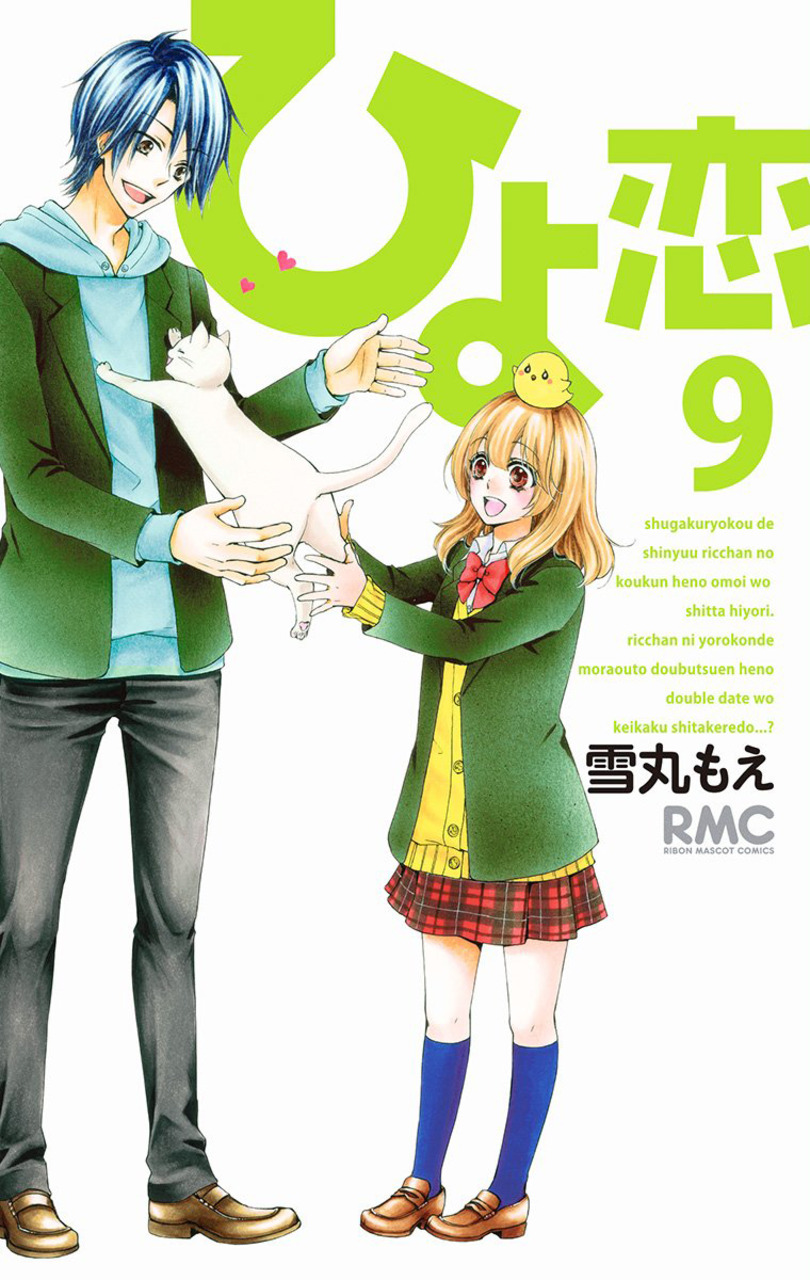 ひよ恋
9
shugakuryokou de
shinyuu ricchan no
koukun heno omoi wo
shitta hiyori.
ricchan ni yorokonde
moraouto doubutsuen heno
double date wo
keikaku shitakeredo...?
雪丸もえ
RMC
RIBON MASCOT COMICS